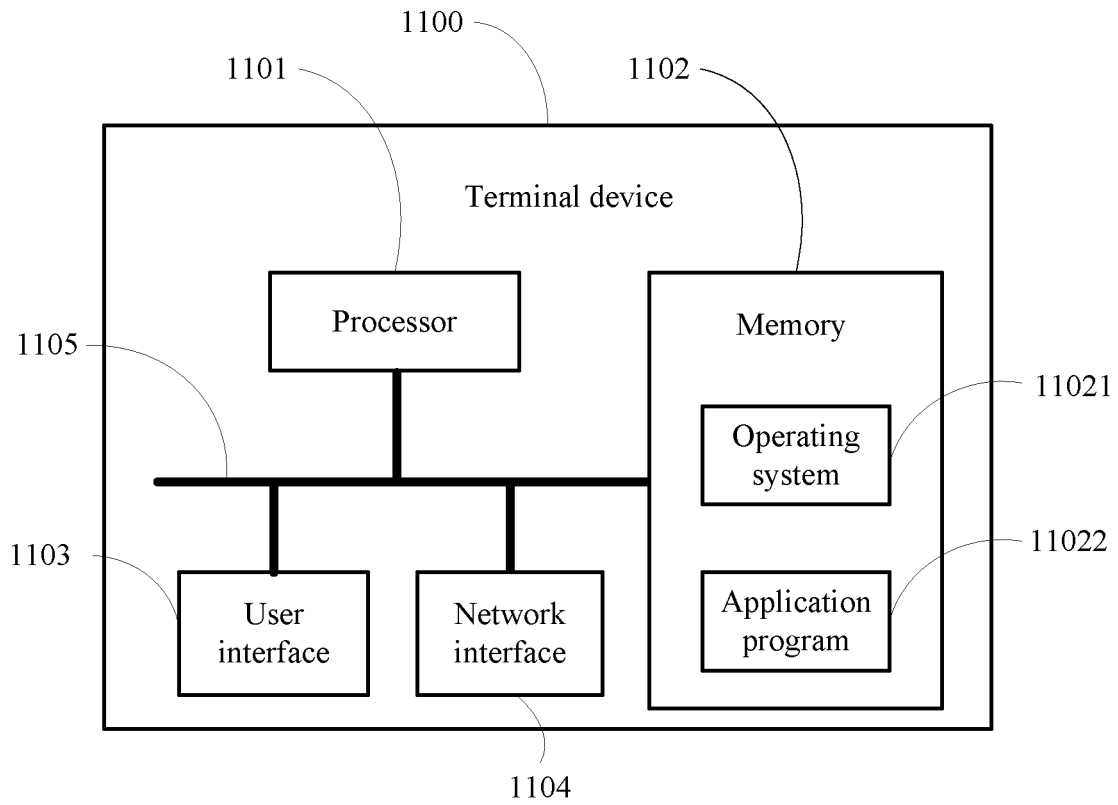 1100
1101
1102
Terminal device
Processor
Memory
1105
11021
Operating
system
1103
11022
User
interface
Network
interface
Application
program
1104